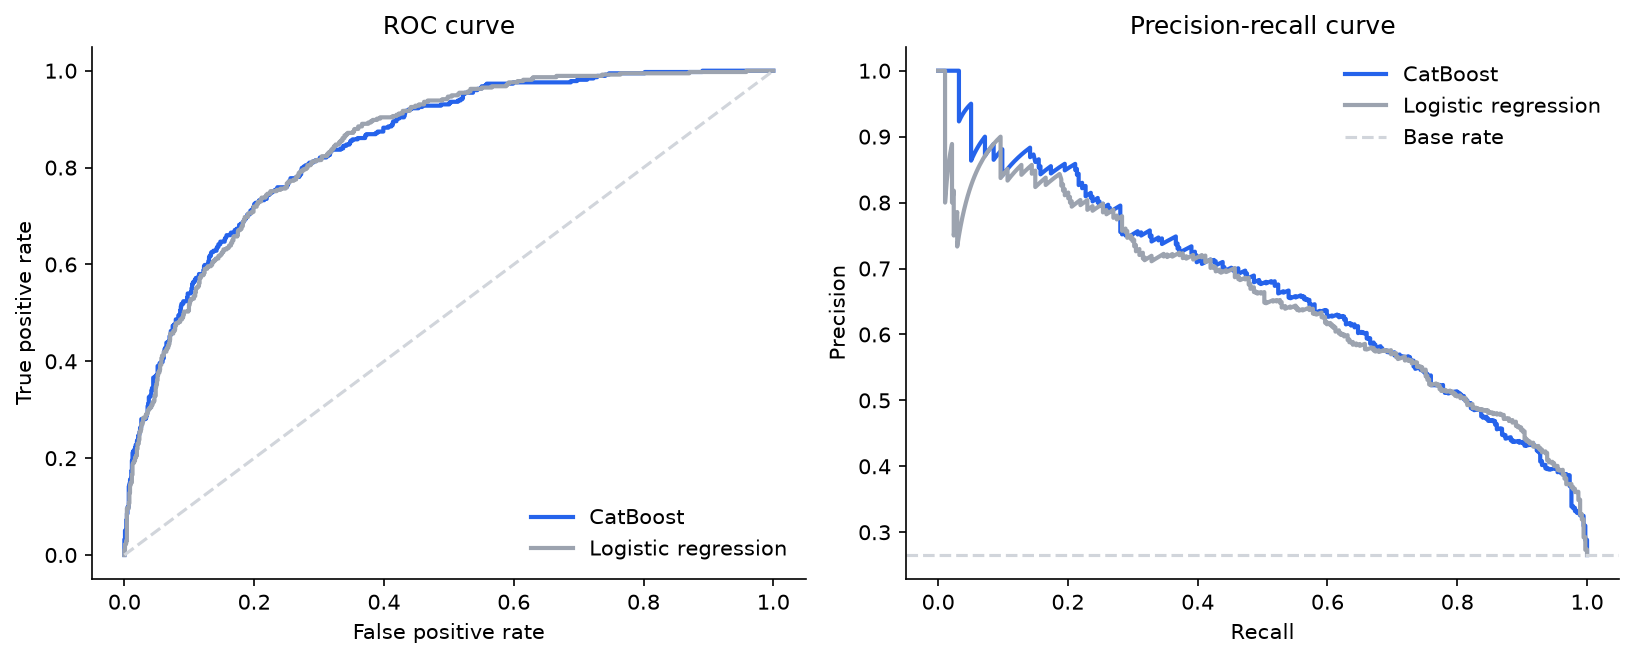 ROC curve
True positive rate
1.0
0.8
0.6
0.4
0.2
0.0
CatBoost
Logistic regression
0.0 0.2 0.4 0.6 0.8 1.0
False positive rate
Precision-recall curve
Precision
1.0
0.9
0.8
0.7
0.6
0.5
0.4
0.3
CatBoost
Logistic regression
Base rate
0.0 0.2 0.4 0.6 0.8 1.0
Recall